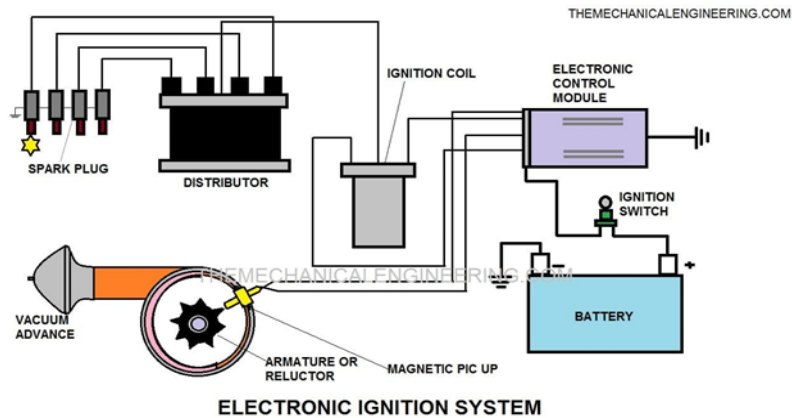 THEMECHANICALENGINEERING.COM
IGNITION COIL
ELECTRONIC
CONTROL
MODULE
SPARK PLUG
DISTRIBUTOR
IGNITION
SWITCH
THEMECHANICALENGINEERING.COM
- +
BATTERY
VACUUM
ADVANCE
ARMATURE OR
RELUCTOR
MAGNETIC PIC UP
ELECTRONIC IGNITION SYSTEM